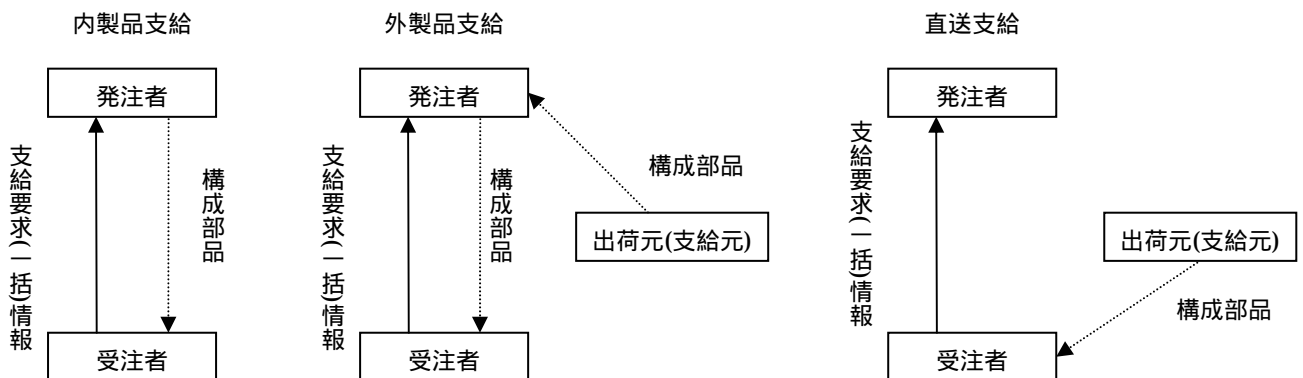 内製品支給
発注者
支給要求(一括)情報
構成部品
受注者
外製品支給
発注者
支給要求(一括)情報
構成部品
構成部品
出荷元(支給元)
受注者
直送支給
発注者
支給要求(一括)情報
出荷元(支給元)
構成部品
受注者